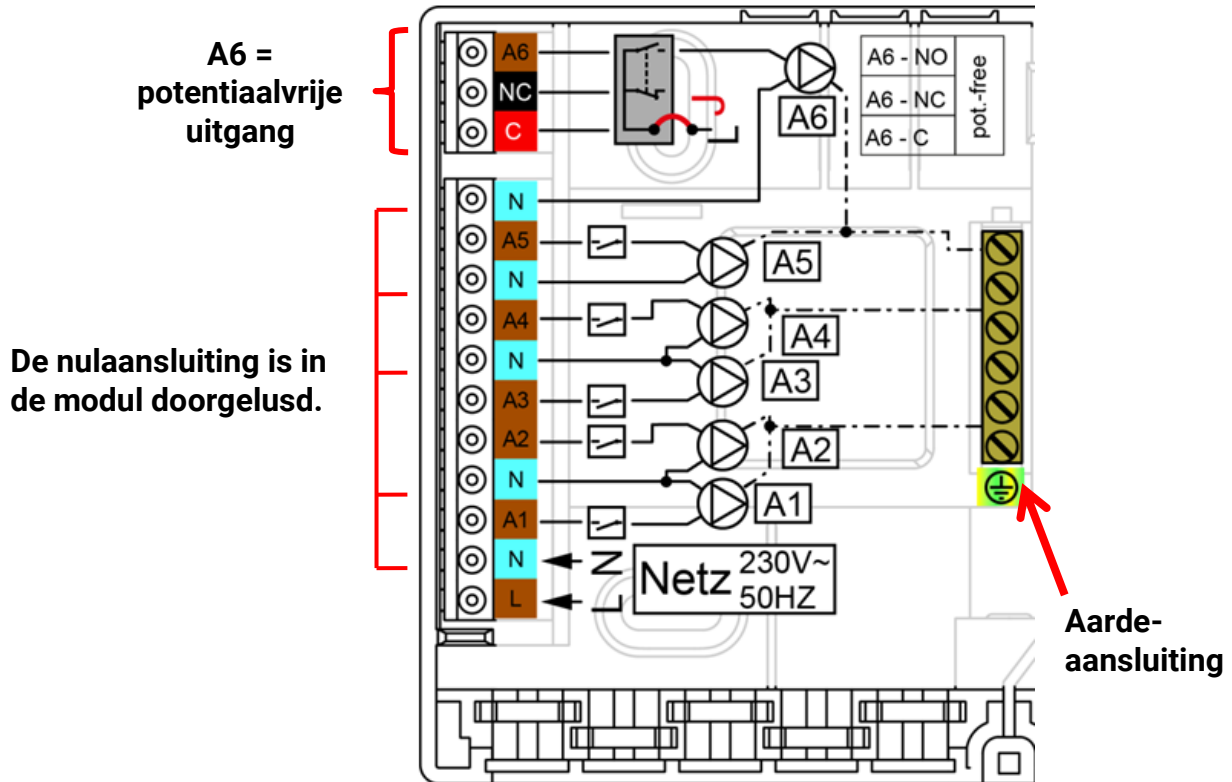 A6 =
potentiaalvrije
uitgang
A6
NC
C
L
A6
A6 - NO
A6 - NC
A6 - C
pot.-free
N
A5
N
A4
N
A3
A2
N
A1
N
L
A5
A4
A3
A2
A1
N
L
Netz 230V~
50HZ
De nulaansluiting is in
de modul doorgelusd.
Aarde-
aansluiting